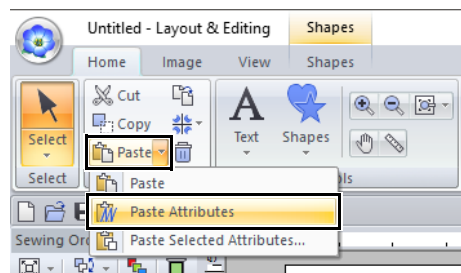 Untitled - Layout & Editing Shapes
Home Image View Shapes
Cut
Copy
Paste
Select
Text Shapes
Select
Paste
Paste Attributes
Paste Selected Attributes...
Sewing Or